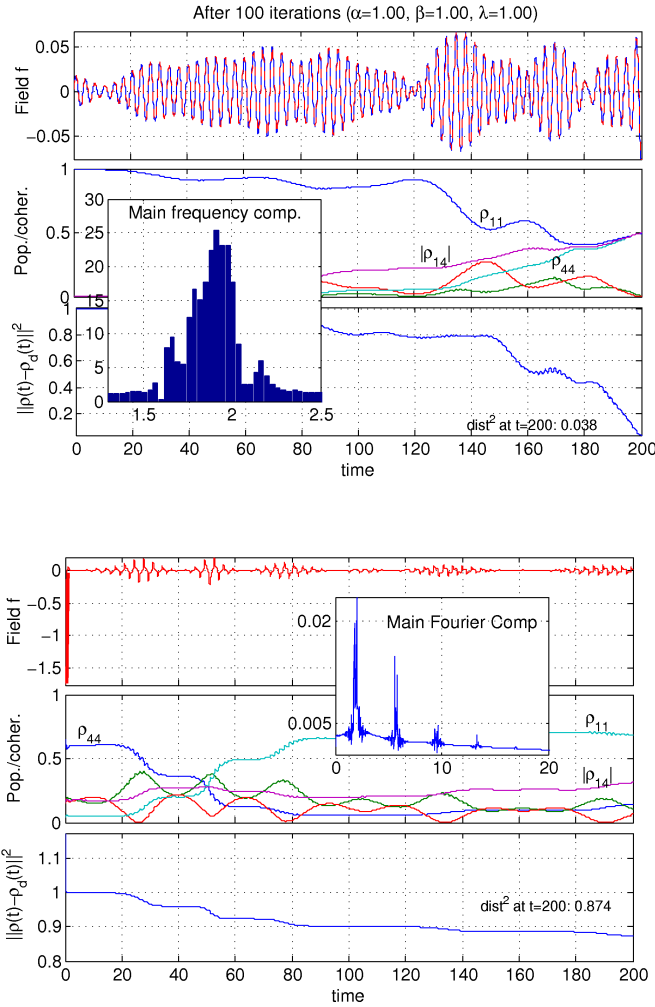 After 100 iterations (α=1.00, β=1.00, λ=1.00)
Field f
0.05
0
−0.05
Pop./coher.
1
0.5
0
ρ11
|ρ14|
ρ44
Main frequency comp.
30
25
20
15
10
5
0
1.5
2
2.5
||ρ(t)−ρd(t)||²
1
0.8
0.6
0.4
0.2
dist² at t=200: 0.038
0 20 40 60 80 100 120 140 160 180 200
time
Field f
0
−0.5
−1
−1.5
Main Fourier Comp
0.02
0.005
0 10 20
Pop./coher.
1
0.5
0
ρ44
ρ11
|ρ14|
||ρ(t)−ρd(t)||²
1.1
1
0.9
0.8
dist² at t=200: 0.874
0 20 40 60 80 100 120 140 160 180 200
time